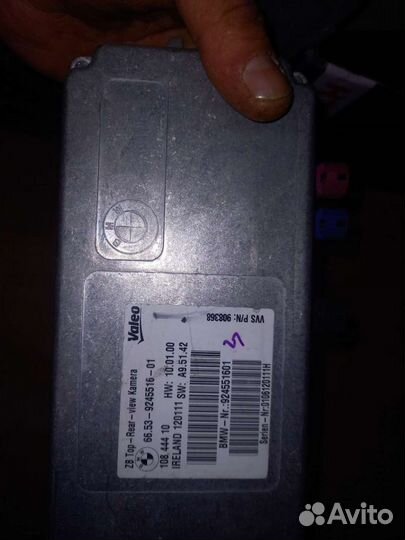 BMW
Valeo
VVS P/N: 908368
ZB Top-Rear-view Kamera
66.53-9245516-01
108.444 10 HW: 10.01.00
IRELAND 120111 SW: A9.51.42
BMW-Nr.:924551601
Serien-Nr:0106120111H
Avito